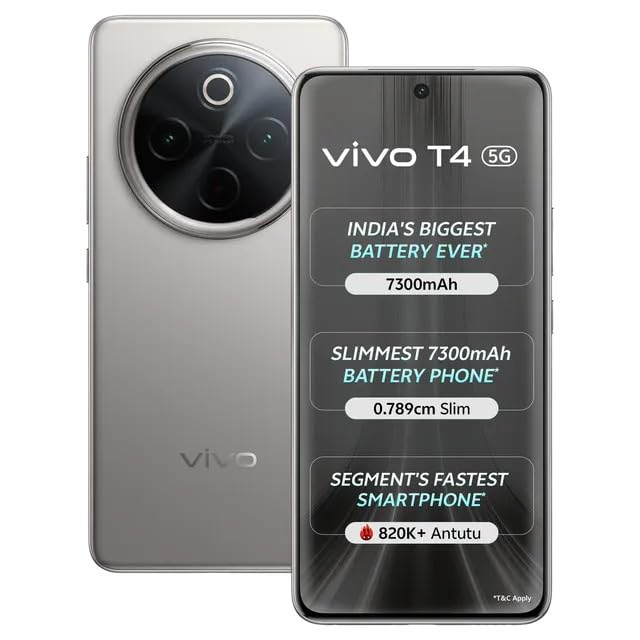 vivo T4 5G
INDIA'S BIGGEST
BATTERY EVER*
7300mAh
SLIMMEST 7300mAh
BATTERY PHONE*
0.789cm Slim
SEGMENT'S FASTEST
SMARTPHONE*
820K+ Antutu
*T&C Apply
vivo